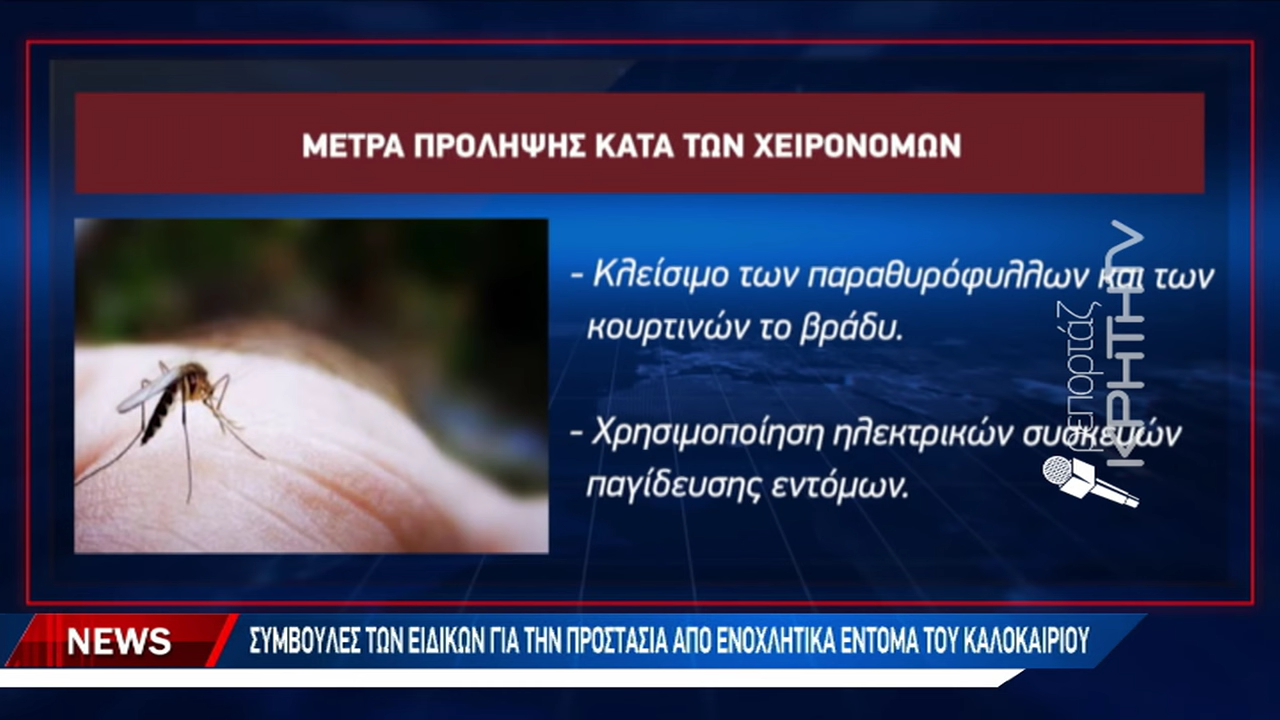 ΜΕΤΡΑ ΠΡΟΛΗΨΗΣ ΚΑΤΑ ΤΩΝ ΧΕΙΡΟΝΟΜΩΝ
- Κλείσιμο των παραθυρόφυλλων και των
κουρτινών το βράδυ.
- Χρησιμοποίηση ηλεκτρικών συσκευών
παγίδευσης εντόμων.
ρεπορτάζ
ΚΡΗΤΗ TV
NEWS ΣΥΜΒΟΥΛΕΣ ΤΩΝ ΕΙΔΙΚΩΝ ΓΙΑ ΤΗΝ ΠΡΟΣΤΑΣΙΑ ΑΠΟ ΕΝΟΧΛΗΤΙΚΑ ΕΝΤΟΜΑ ΤΟΥ ΚΑΛΟΚΑΙΡΙΟΥ